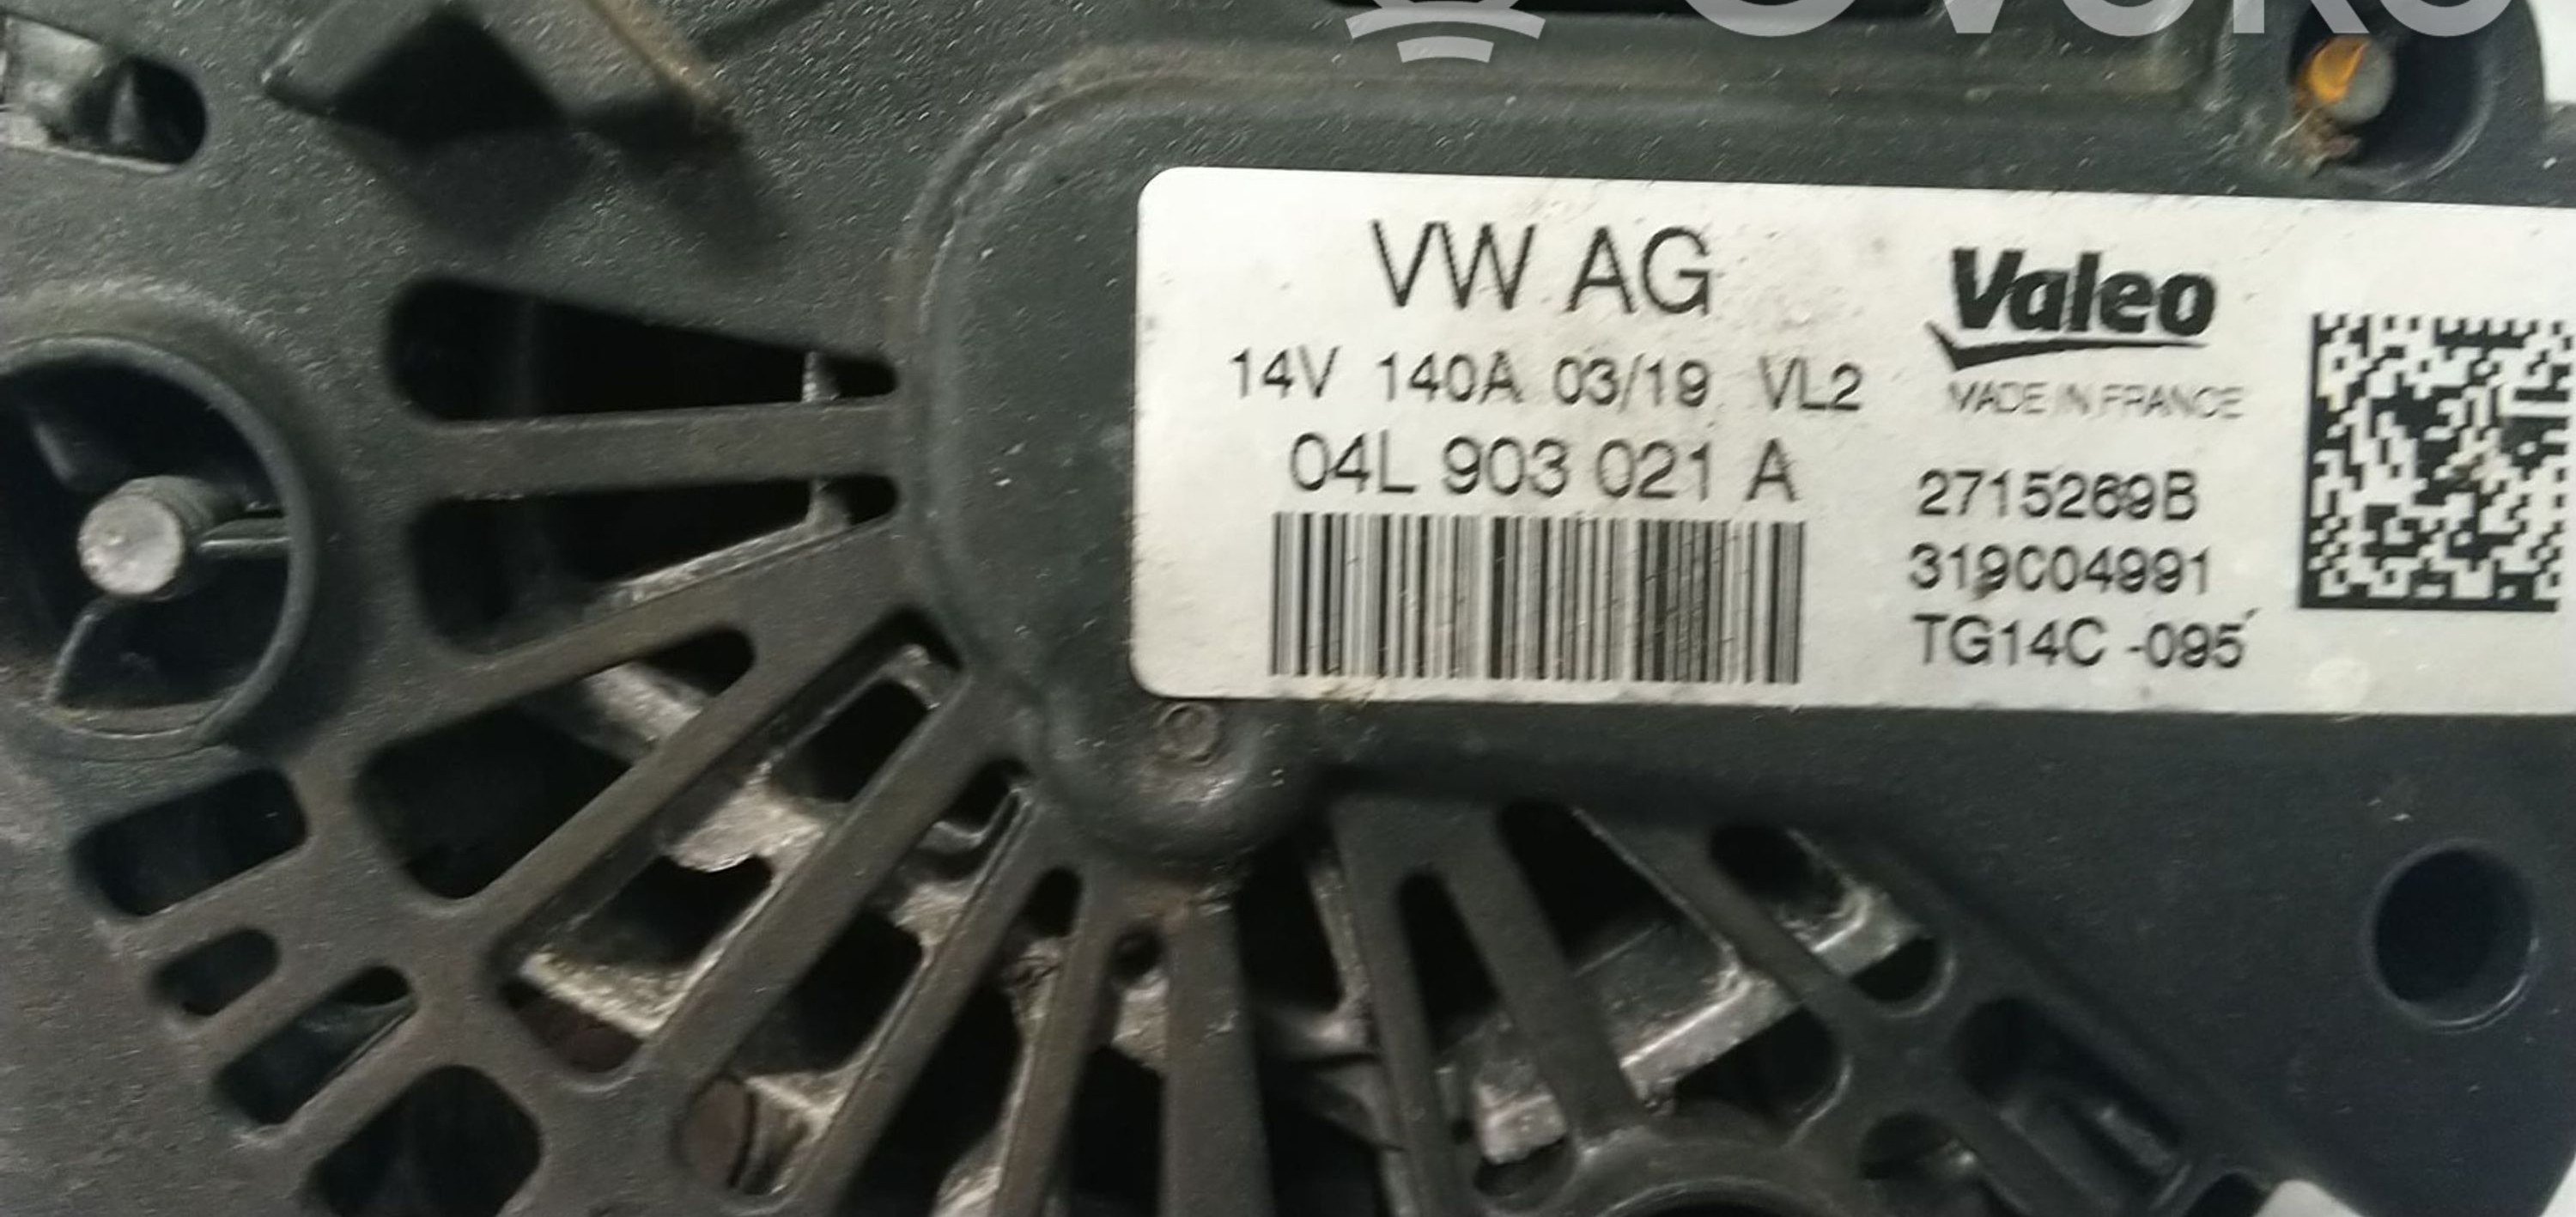 VW AG
14V 140A 03/19 VL2
04L 903 021 A
Valeo
MADE IN FRANCE
2715269B
319C04991
TG14C -095